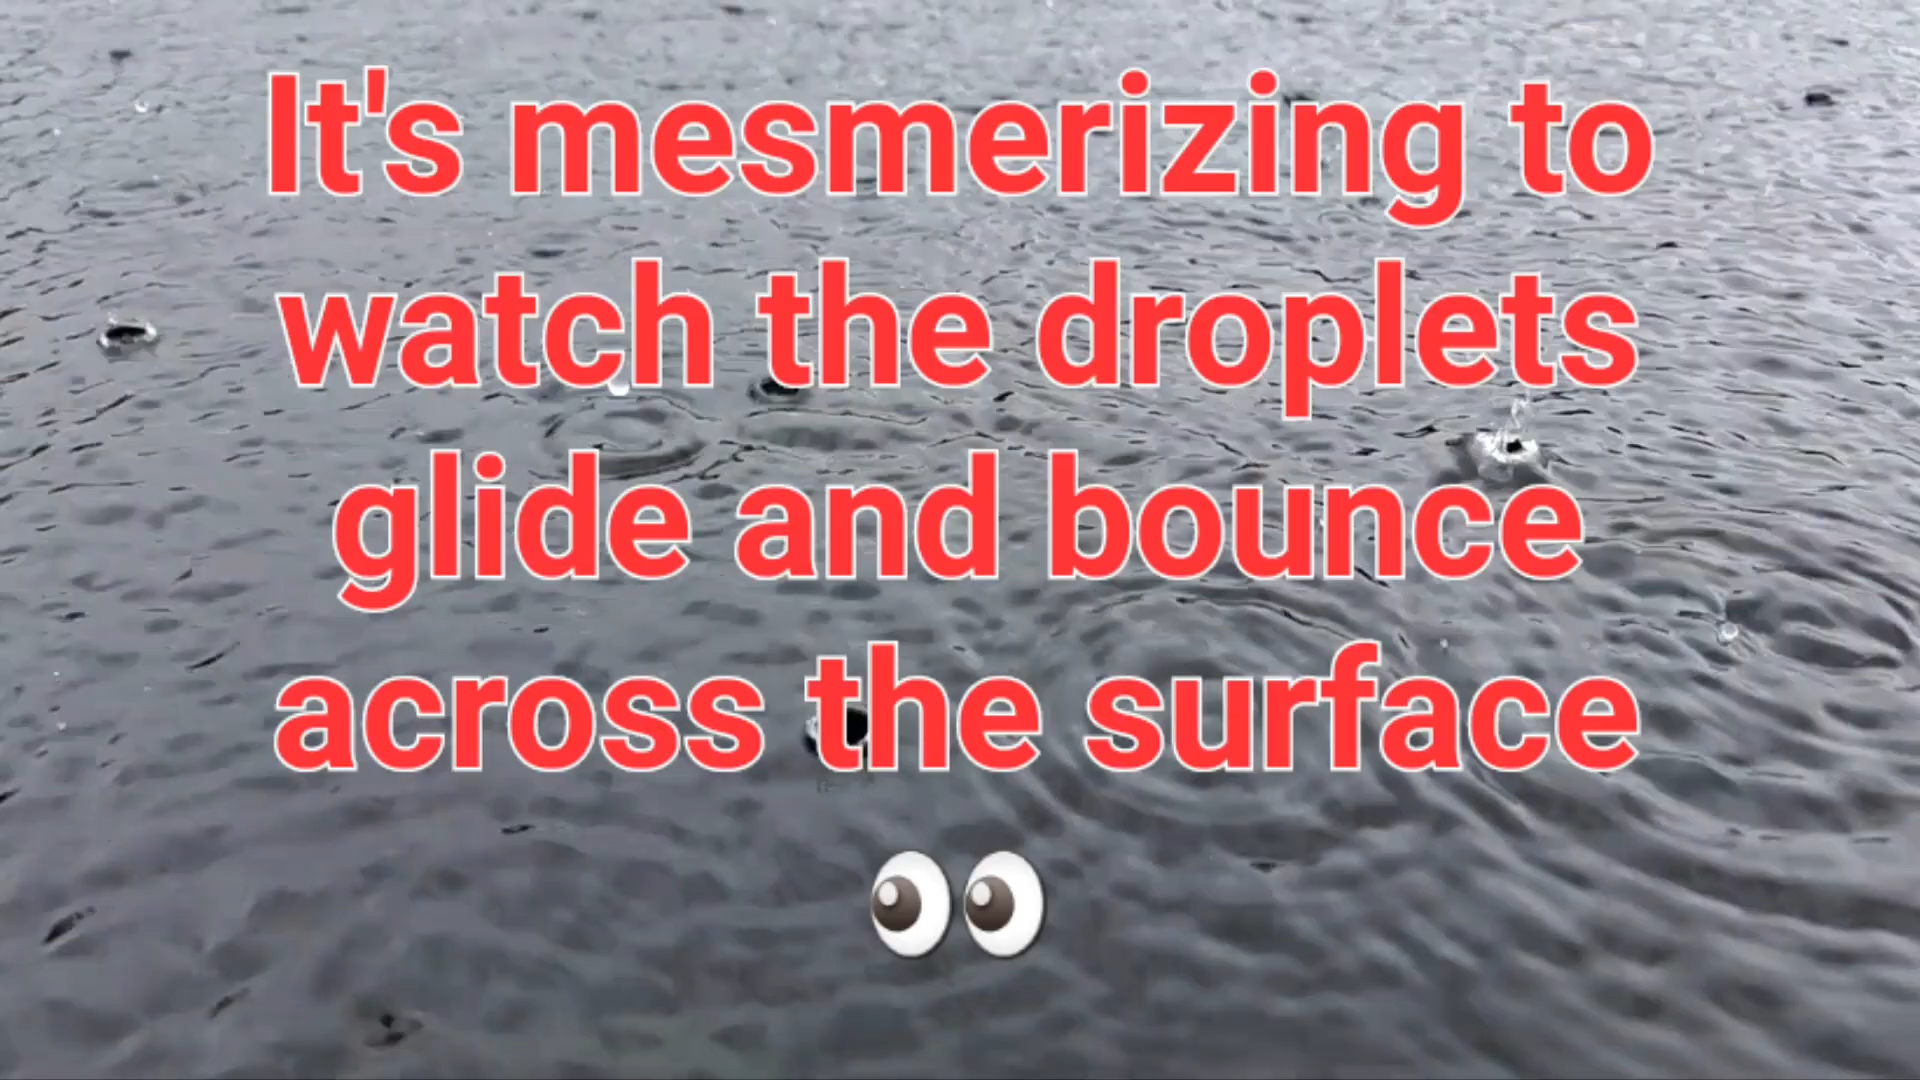 It's mesmerizing to
watch the droplets
glide and bounce
across the surface
👀